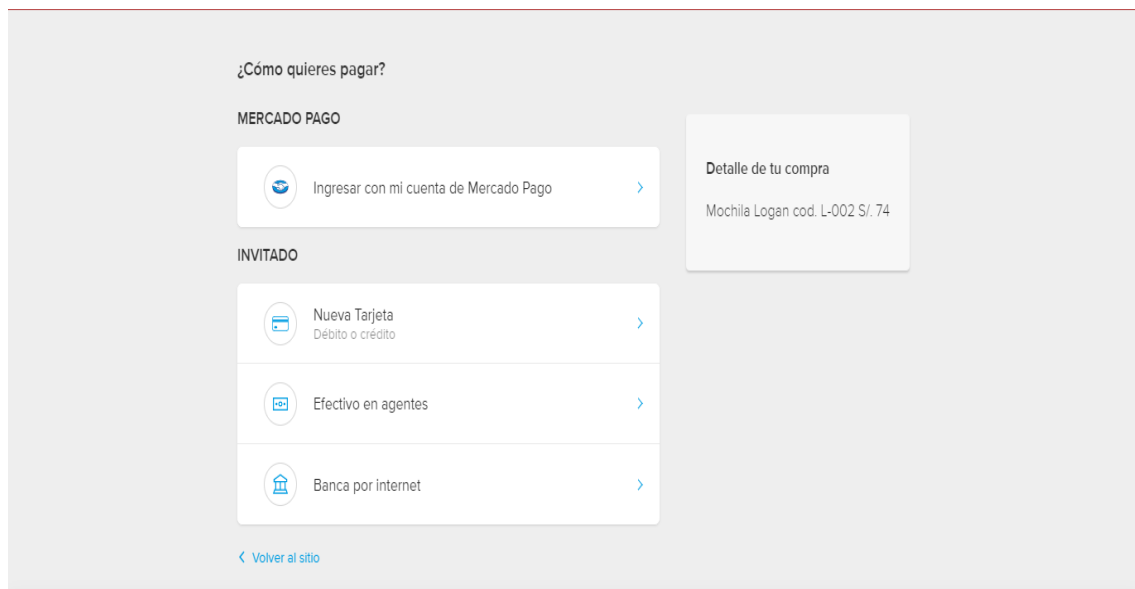 ¿Cómo quieres pagar?
MERCADO PAGO
Ingresar con mi cuenta de Mercado Pago
INVITADO
Nueva Tarjeta
Débito o crédito
Efectivo en agentes
Banca por internet
Volver al sitio
Detalle de tu compra
Mochila Logan cod. L-002 S/. 74